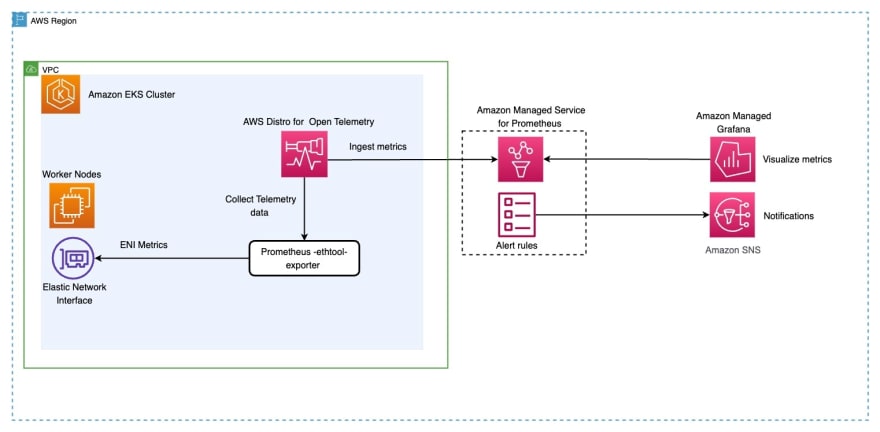 AWS Region
VPC
Amazon EKS Cluster
AWS Distro for Open Telemetry
Ingest metrics
Amazon Managed Service
for Prometheus
Amazon Managed
Grafana
Visualize metrics
Worker Nodes
Collect Telemetry
data
Alert rules
Notifications
Amazon SNS
ENI Metrics
Prometheus -ethtool-
exporter
Elastic Network
Interface